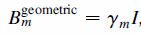 B_m^geometric = γ_m I,